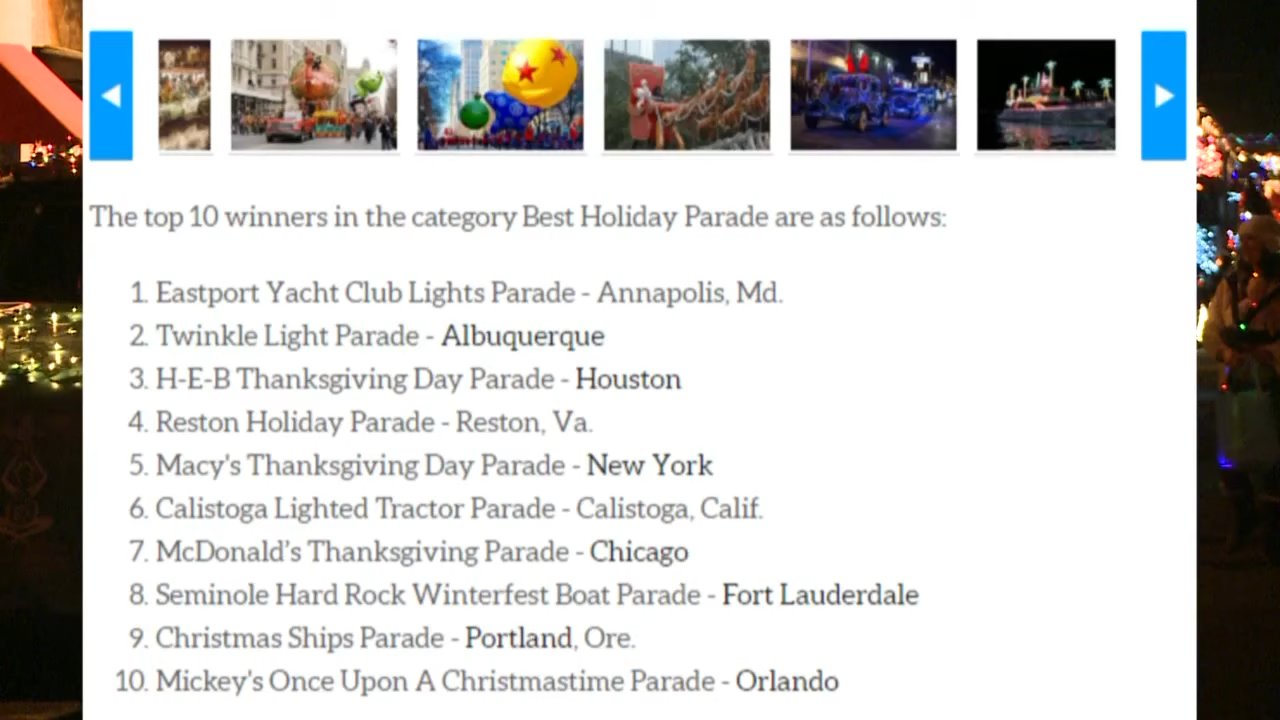 The top 10 winners in the category Best Holiday Parade are as follows:
1. Eastport Yacht Club Lights Parade - Annapolis, Md.
2. Twinkle Light Parade - Albuquerque
3. H-E-B Thanksgiving Day Parade - Houston
4. Reston Holiday Parade - Reston, Va.
5. Macy's Thanksgiving Day Parade - New York
6. Calistoga Lighted Tractor Parade - Calistoga, Calif.
7. McDonald’s Thanksgiving Parade - Chicago
8. Seminole Hard Rock Winterfest Boat Parade - Fort Lauderdale
9. Christmas Ships Parade - Portland, Ore.
10. Mickey's Once Upon A Christmastime Parade - Orlando